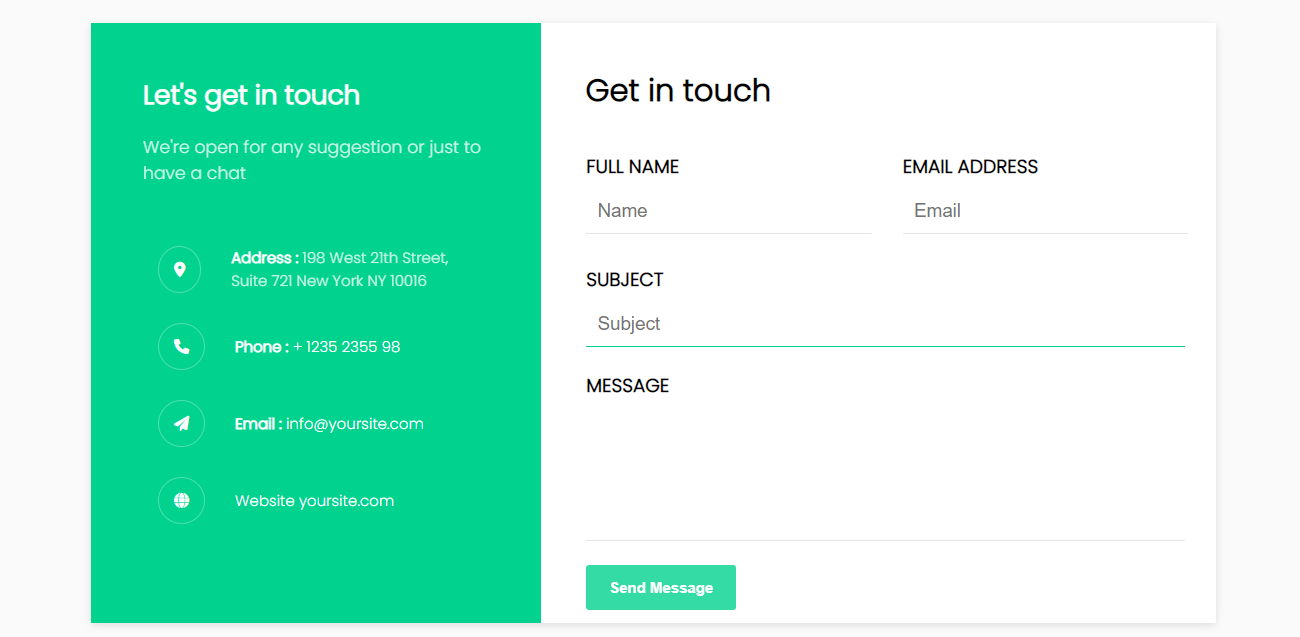 Let's get in touch
We're open for any suggestion or just to
have a chat
Address : 198 West 21th Street,
Suite 721 New York NY 10016
Phone : + 1235 2355 98
Email : info@yoursite.com
Website yoursite.com
Get in touch
FULL NAME
Name
EMAIL ADDRESS
Email
SUBJECT
Subject
MESSAGE
Send Message